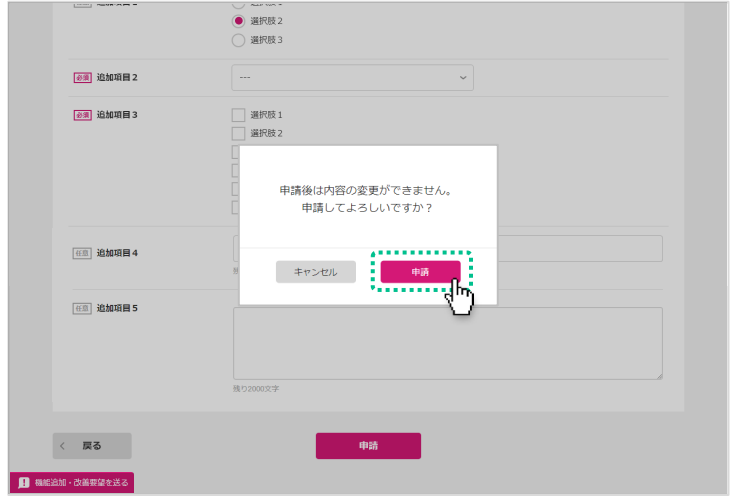 選択肢2
選択肢3
必須 追加項目2
---
必須 追加項目3
選択肢1
選択肢2
申請後は内容の変更ができません。
申請してよろしいですか？
キャンセル
申請
任意 追加項目4
任意 追加項目5
残り2000文字
< 戻る
申請
機能追加・改善要望を送る